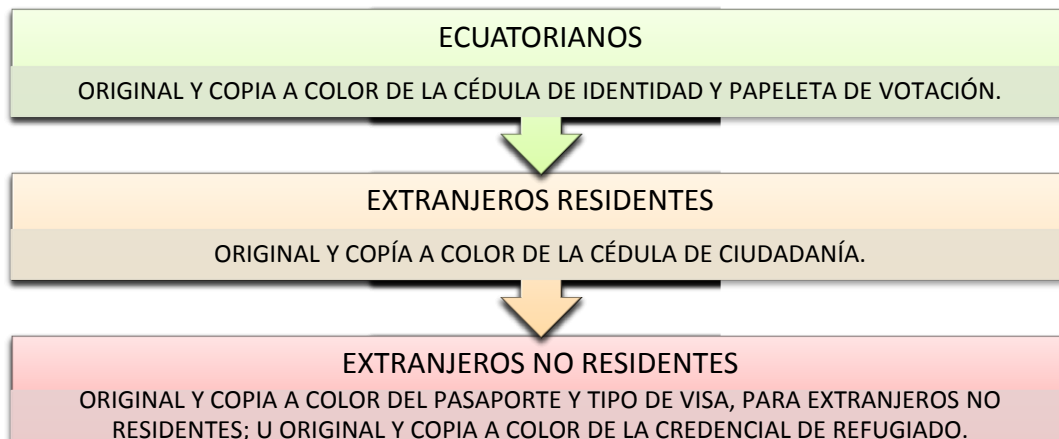 ECUATORIANOS
ORIGINAL Y COPIA A COLOR DE LA CÉDULA DE IDENTIDAD Y PAPELETA DE VOTACIÓN.
EXTRANJEROS RESIDENTES
ORIGINAL Y COPÍA A COLOR DE LA CÉDULA DE CIUDADANÍA.
EXTRANJEROS NO RESIDENTES
ORIGINAL Y COPIA A COLOR DEL PASAPORTE Y TIPO DE VISA, PARA EXTRANJEROS NO
RESIDENTES; U ORIGINAL Y COPIA A COLOR DE LA CREDENCIAL DE REFUGIADO.